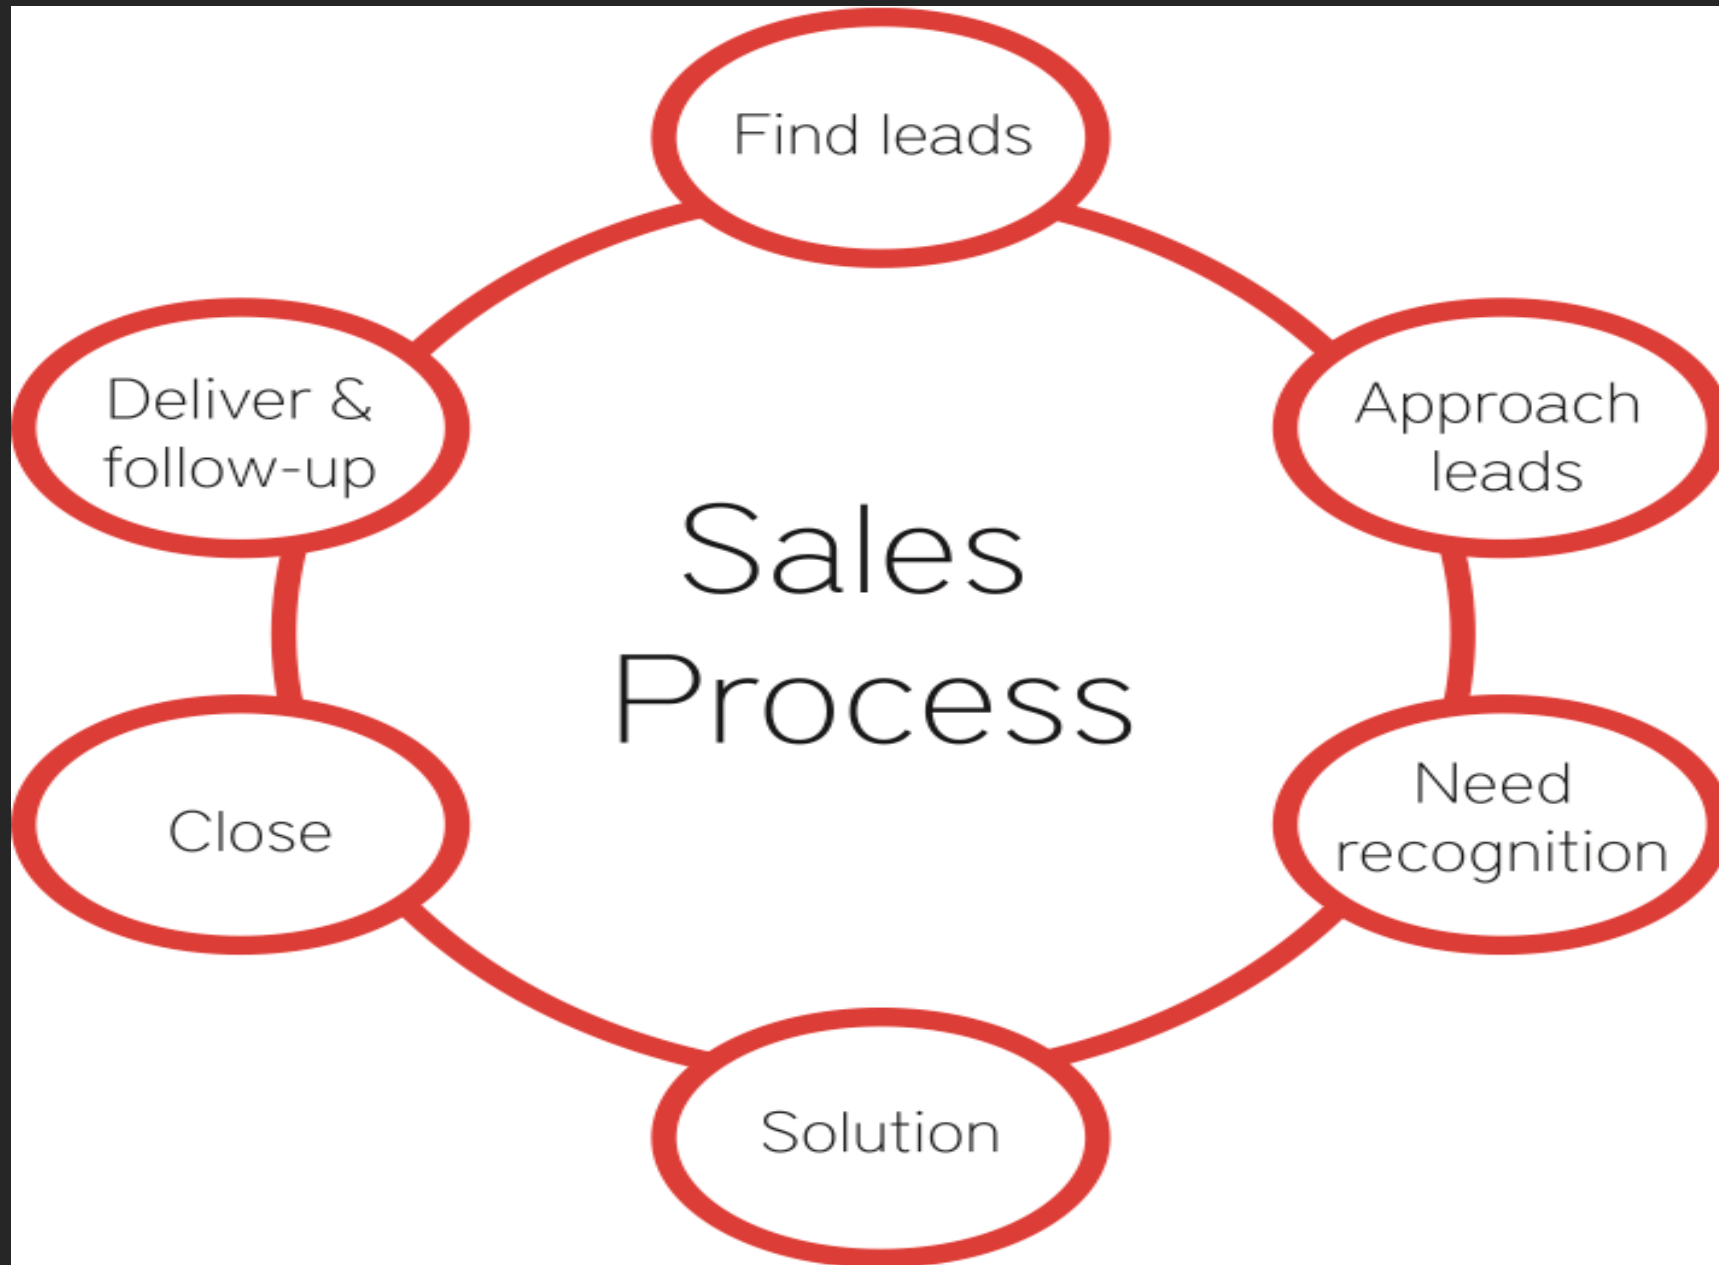 Find leads
Approach
leads
Need
recognition
Solution
Close
Deliver &
follow-up
Sales
Process